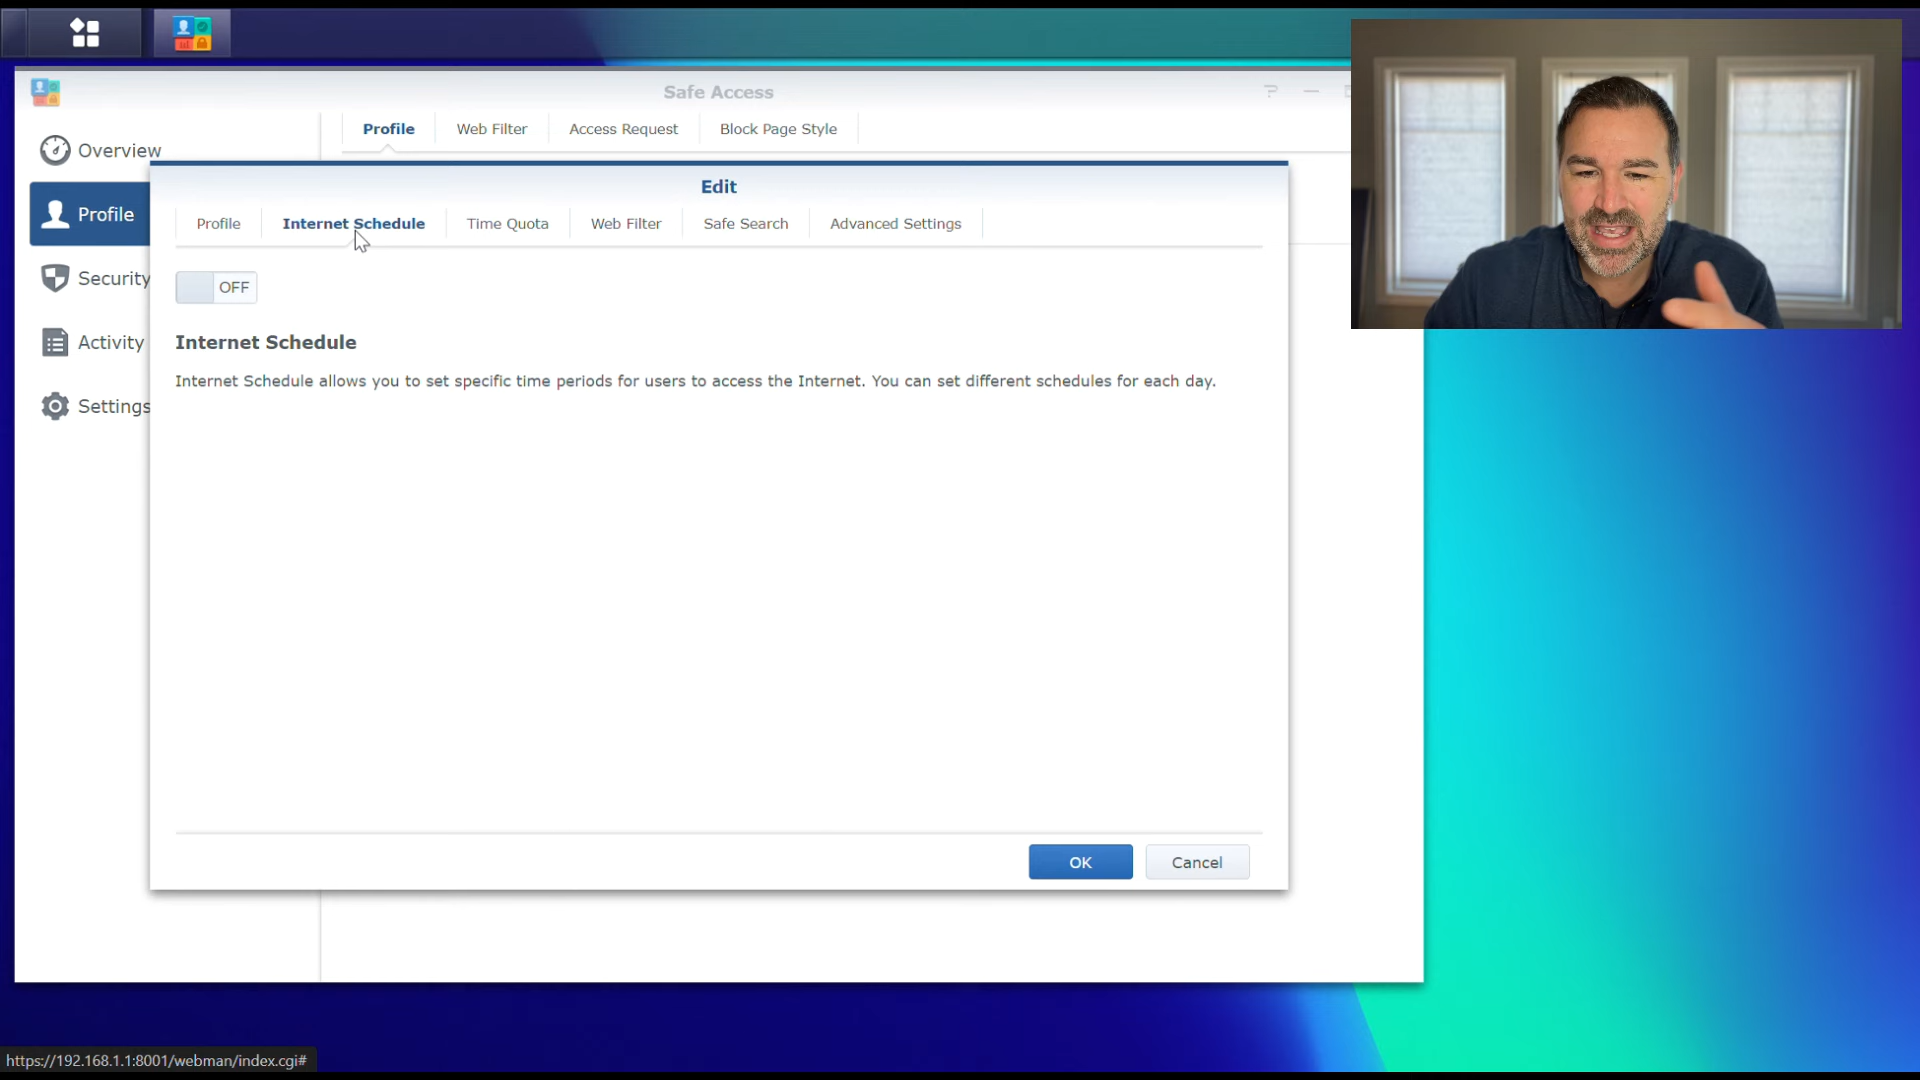 Safe Access
Overview
Profile
Security
Activity
Settings
Profile
Web Filter
Access Request
Block Page Style
Edit
Profile
Internet Schedule
Time Quota
Web Filter
Safe Search
Advanced Settings
OFF
Internet Schedule
Internet Schedule allows you to set specific time periods for users to access the Internet. You can set different schedules for each day.
OK
Cancel
https://192.168.1.1:8001/webman/index.cgi#